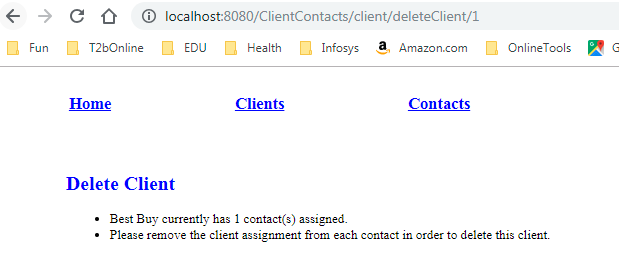 localhost:8080/ClientContacts/client/deleteClient/1
Fun T2bOnline EDU Health Infosys Amazon.com OnlineTools G
Home Clients Contacts
Delete Client
Best Buy currently has 1 contact(s) assigned.
Please remove the client assignment from each contact in order to delete this client.